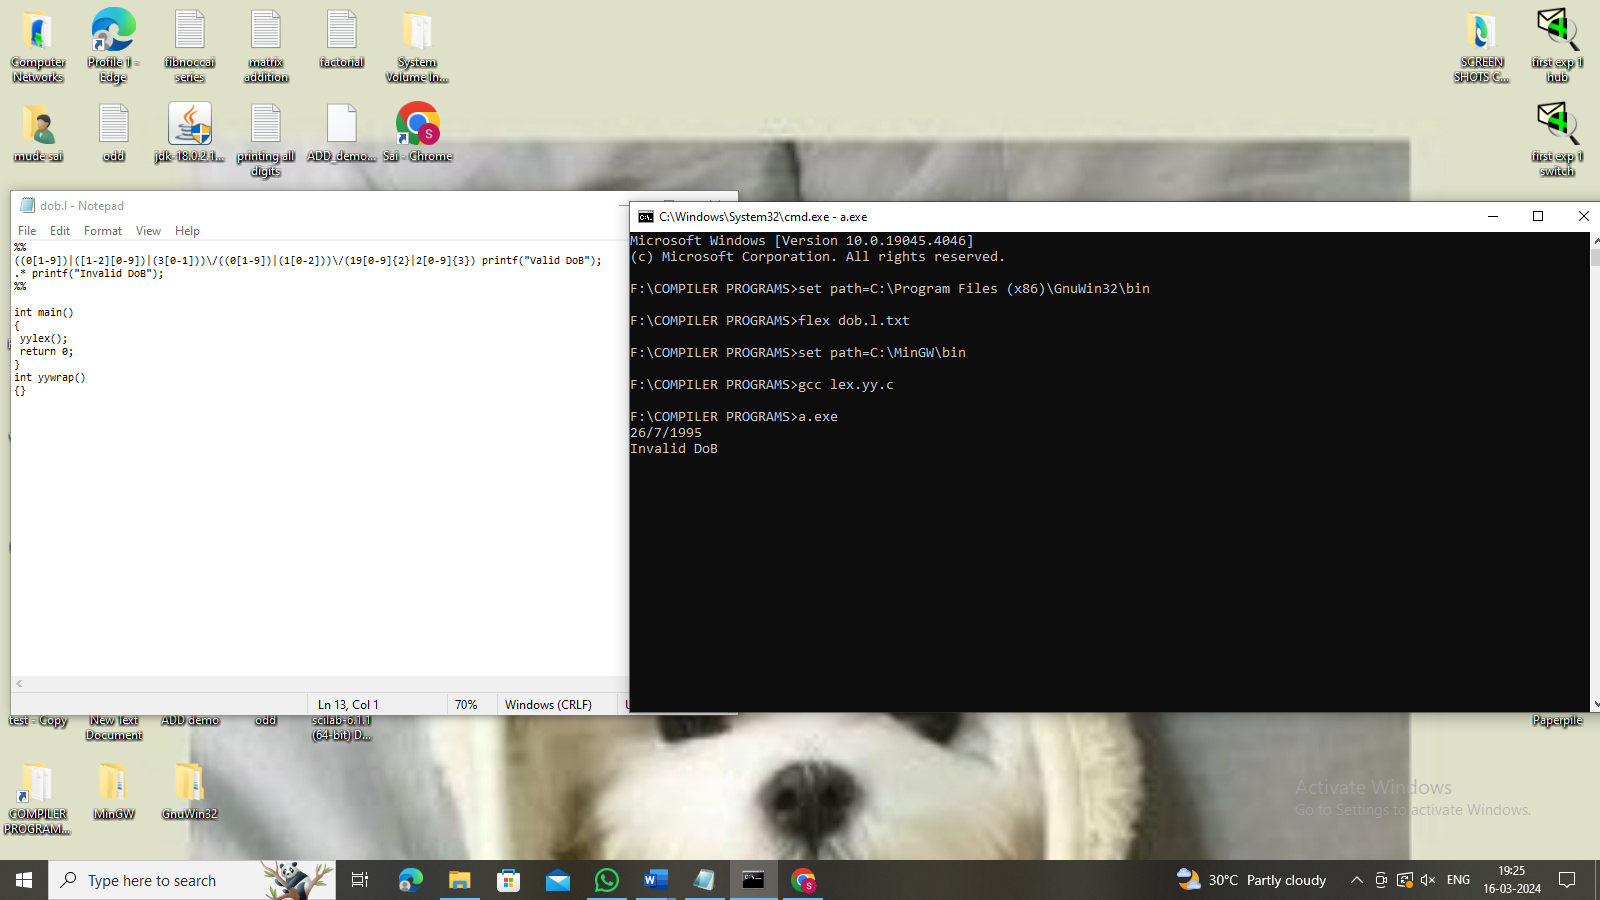 Computer
Networks
Profile 1 -
Edge
fibnoccai
series
matrix
addition
factorial
System
Volume In...
SCREEN
SHOTS C...
first exp 1
hub
mude sai
odd
jdk-18.0.2.1...
printing all
digits
ADD_demo...
Sai - Chrome
first exp 1
switch
dob.l - Notepad
File Edit Format View Help
%%
((0[1-9])|([1-2][0-9])|(3[0-1]))\/((0[1-9])|(1[0-2]))\/(19[0-9]{2}|2[0-9]{3}) printf("Valid DoB");
.* printf("Invalid DoB");
%%
int main()
{
yylex();
return 0;
}
int yywrap()
{}
Ln 13, Col 1
70%
Windows (CRLF)
C:\Windows\System32\cmd.exe - a.exe
Microsoft Windows [Version 10.0.19045.4046]
(c) Microsoft Corporation. All rights reserved.
F:\COMPILER PROGRAMS>set path=C:\Program Files (x86)\GnuWin32\bin
F:\COMPILER PROGRAMS>flex dob.l.txt
F:\COMPILER PROGRAMS>set path=C:\MinGW\bin
F:\COMPILER PROGRAMS>gcc lex.yy.c
F:\COMPILER PROGRAMS>a.exe
26/7/1995
Invalid DoB
test - Copy
New Text
Document
ADD demo
odd
scilab-6.1.1
(64-bit) D...
Paperpile
COMPILER
PROGRAM...
MinGW
GnuWin32
Activate Windows
Go to Settings to activate Windows.
Type here to search
30°C Partly cloudy
ENG
19:25
16-03-2024